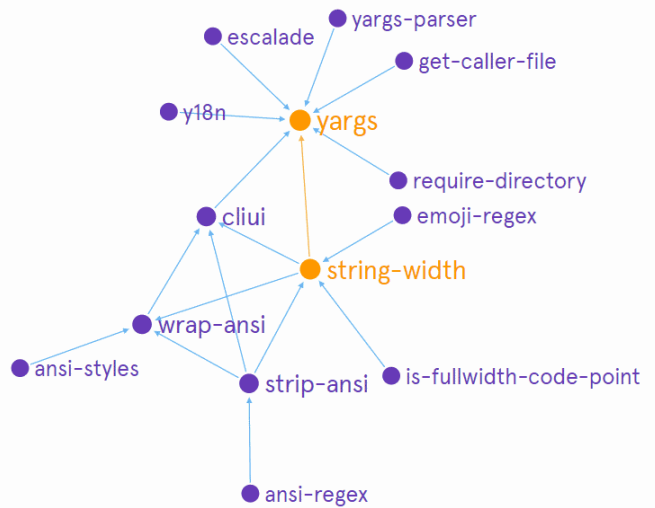 yargs-parser
escalade
get-caller-file
y18n
yargs
require-directory
cliui
emoji-regex
string-width
wrap-ansi
ansi-styles
strip-ansi
is-fullwidth-code-point
ansi-regex